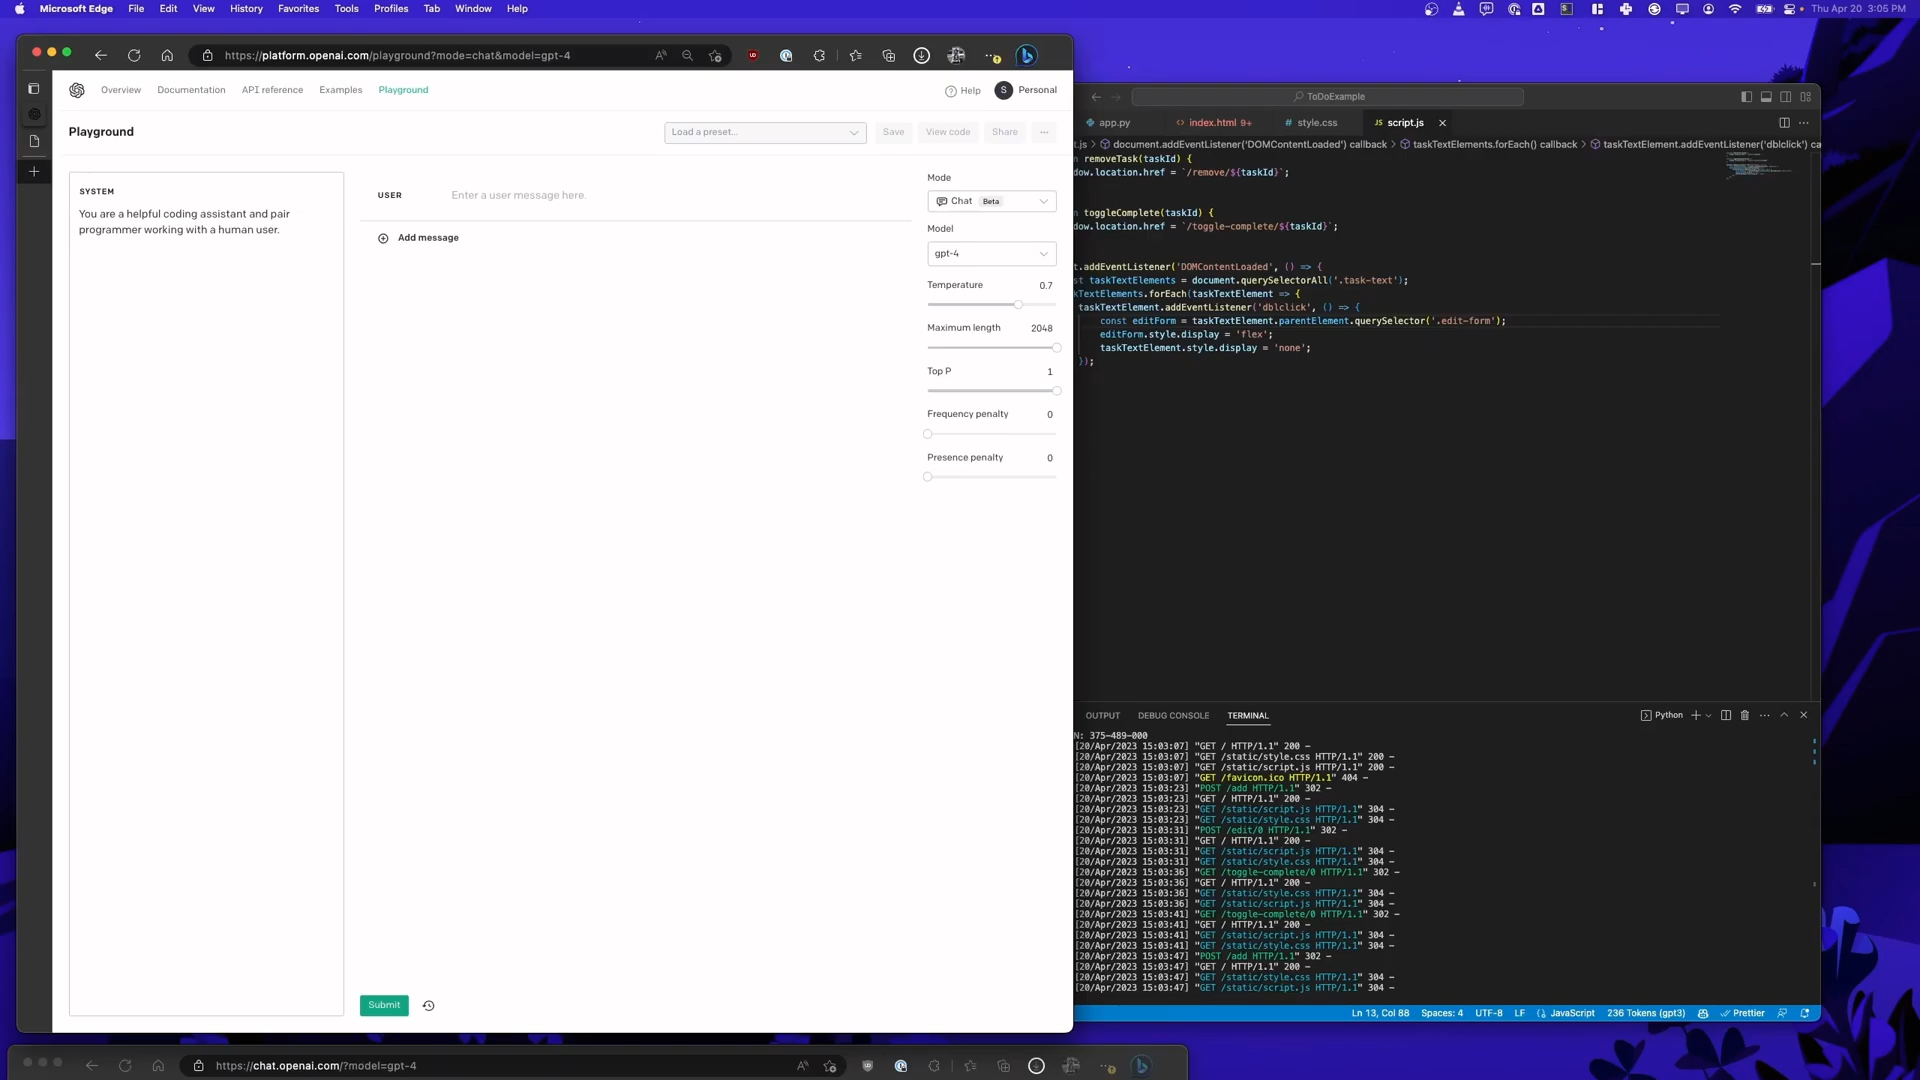 Microsoft Edge File Edit View History Favorites Tools Profiles Tab Window Help
Thu Apr 20 3:05 PM
https://platform.openai.com/playground?mode=chat&model=gpt-4
Overview Documentation API reference Examples Playground
Help S Personal
Playground
Load a preset...
Save View code Share ...
SYSTEM
You are a helpful coding assistant and pair
programmer working with a human user.
USER Enter a user message here.
Add message
Mode
Chat Beta
Model
gpt-4
Temperature 0.7
Maximum length 2048
Top P 1
Frequency penalty 0
Presence penalty 0
Submit
ToDoExample
app.py <> index.html 9+ # style.css JS script.js
.js > document.addEventListener('DOMContentLoaded') callback > taskTextElements.forEach() callback > taskTextElement.addEventListener('dblclick') ca
n removeTask(taskId) {
dow.location.href = `/remove/${taskId}`;
n toggleComplete(taskId) {
dow.location.href = `/toggle-complete/${taskId}`;
t.addEventListener('DOMContentLoaded', () => {
st taskTextElements = document.querySelectorAll('.task-text');
kTextElements.forEach(taskTextElement => {
taskTextElement.addEventListener('dblclick', () => {
const editForm = taskTextElement.parentElement.querySelector('.edit-form');
editForm.style.display = 'flex';
taskTextElement.style.display = 'none';
});
OUTPUT DEBUG CONSOLE TERMINAL
Python
N: 375-489-000
[20/Apr/2023 15:03:07] "GET / HTTP/1.1" 200 -
[20/Apr/2023 15:03:07] "GET /static/style.css HTTP/1.1" 200 -
[20/Apr/2023 15:03:07] "GET /static/script.js HTTP/1.1" 200 -
[20/Apr/2023 15:03:07] "GET /favicon.ico HTTP/1.1" 404 -
[20/Apr/2023 15:03:23] "POST /add HTTP/1.1" 302 -
[20/Apr/2023 15:03:23] "GET / HTTP/1.1" 200 -
[20/Apr/2023 15:03:23] "GET /static/script.js HTTP/1.1" 304 -
[20/Apr/2023 15:03:23] "GET /static/style.css HTTP/1.1" 304 -
[20/Apr/2023 15:03:31] "POST /edit/0 HTTP/1.1" 302 -
[20/Apr/2023 15:03:31] "GET / HTTP/1.1" 200 -
[20/Apr/2023 15:03:31] "GET /static/script.js HTTP/1.1" 304 -
[20/Apr/2023 15:03:31] "GET /static/style.css HTTP/1.1" 304 -
[20/Apr/2023 15:03:36] "GET /toggle-complete/0 HTTP/1.1" 302 -
[20/Apr/2023 15:03:36] "GET / HTTP/1.1" 200 -
[20/Apr/2023 15:03:36] "GET /static/style.css HTTP/1.1" 304 -
[20/Apr/2023 15:03:36] "GET /static/script.js HTTP/1.1" 304 -
[20/Apr/2023 15:03:41] "GET /toggle-complete/0 HTTP/1.1" 302 -
[20/Apr/2023 15:03:41] "GET / HTTP/1.1" 200 -
[20/Apr/2023 15:03:41] "GET /static/script.js HTTP/1.1" 304 -
[20/Apr/2023 15:03:41] "GET /static/style.css HTTP/1.1" 304 -
[20/Apr/2023 15:03:47] "POST /add HTTP/1.1" 302 -
[20/Apr/2023 15:03:47] "GET / HTTP/1.1" 200 -
[20/Apr/2023 15:03:47] "GET /static/style.css HTTP/1.1" 304 -
[20/Apr/2023 15:03:47] "GET /static/script.js HTTP/1.1" 304 -
Ln 13, Col 88 Spaces: 4 UTF-8 LF {} JavaScript 236 Tokens (gpt3) Prettier
https://chat.openai.com/?model=gpt-4